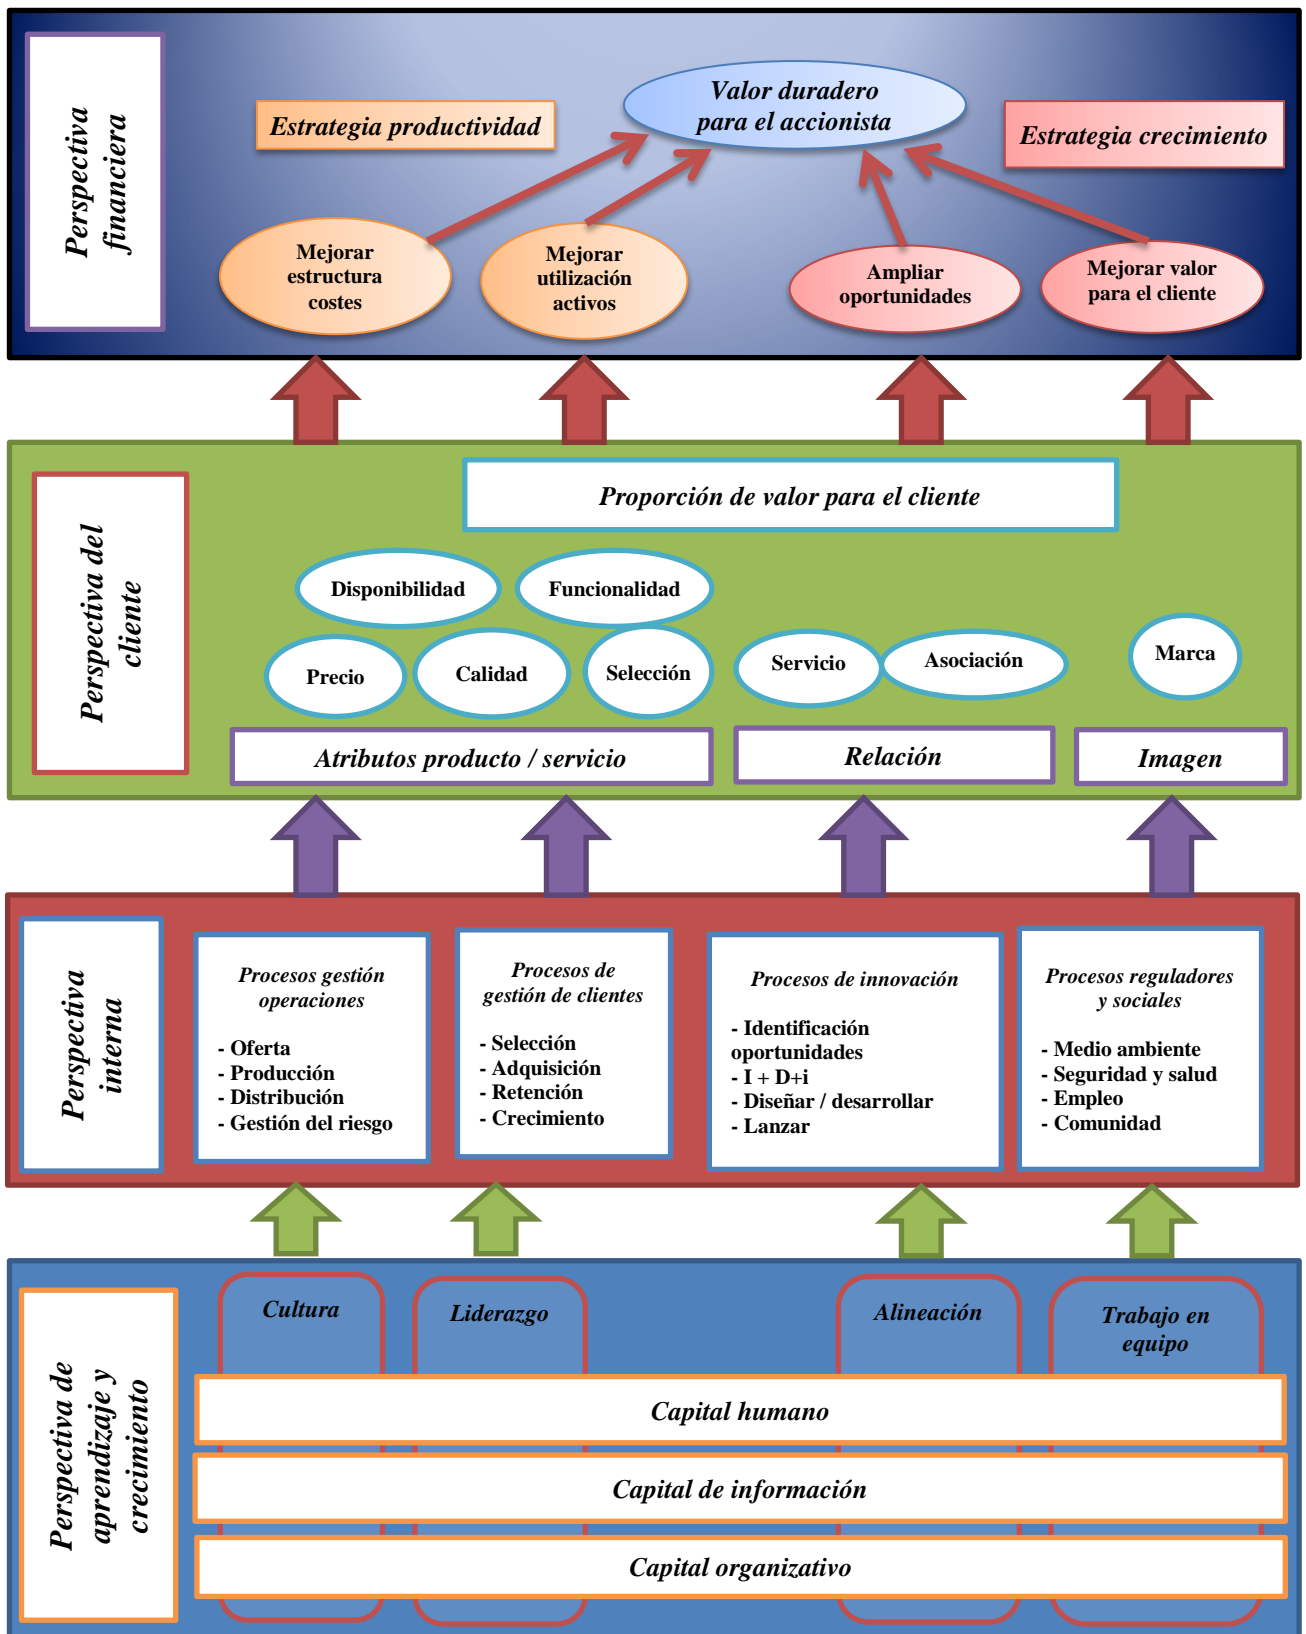 Perspectiva
financiera
Estrategia productividad
Valor duradero
para el accionista
Estrategia crecimiento
Mejorar
estructura
costes
Mejorar
utilización
activos
Ampliar
oportunidades
Mejorar valor
para el cliente
Perspectiva del
cliente
Proporción de valor para el cliente
Disponibilidad
Funcionalidad
Precio
Calidad
Selección
Servicio
Asociación
Marca
Atributos producto / servicio
Relación
Imagen
Perspectiva
interna
Procesos gestión
operaciones
- Oferta
- Producción
- Distribución
- Gestión del riesgo
Procesos de
gestión de clientes
- Selección
- Adquisición
- Retención
- Crecimiento
Procesos de innovación
- Identificación
oportunidades
- I + D+i
- Diseñar / desarrollar
- Lanzar
Procesos reguladores
y sociales
- Medio ambiente
- Seguridad y salud
- Empleo
- Comunidad
Perspectiva de
aprendizaje y
crecimiento
Cultura
Liderazgo
Alineación
Trabajo en
equipo
Capital humano
Capital de información
Capital organizativo